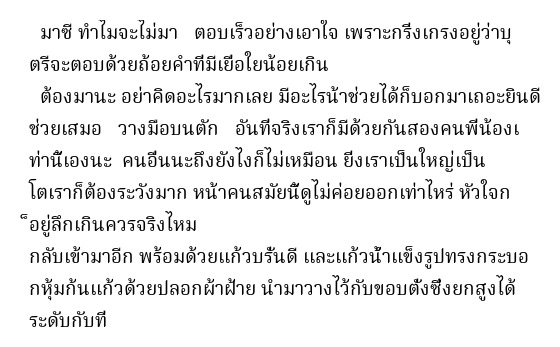 มาซี ทำไมจะไม่มา ตอบเร็วอย่างเอาใจ เพราะกริ่งเกรงอยู่ว่าบุ
ตรีจะตอบด้วยถ้อยคำที่มีเยื่อใยน้อยเกิน
ต้องมานะ อย่าคิดอะไรมากเลย มีอะไรน้าช่วยได้ก็บอกมาเถอะยินดี
ช่วยเสมอ วางมือบนตัก อันที่จริงเราก็มีด้วยกันสองคนพี่น้องเ
ท่านี้เองนะ คนอื่นนะถึงยังไงก็ไม่เหมือน ยิ่งเราเป็นใหญ่เป็น
โตเราก็ต้องระวังมาก หน้าคนสมัยนี้ดูไม่ค่อยออกเท่าไหร่ หัวใจก
็อยู่ลึกเกินควรจริงไหม
กลับเข้ามาอีก พร้อมด้วยแก้วบรั่นดี และแก้วน้ำแข็งรูปทรงกระบอ
กหุ้มก้นแก้วด้วยปลอกผ้าฝ้าย นำมาวางไว้กับขอบตั่งซึ่งยกสูงได้
ระดับกับที่